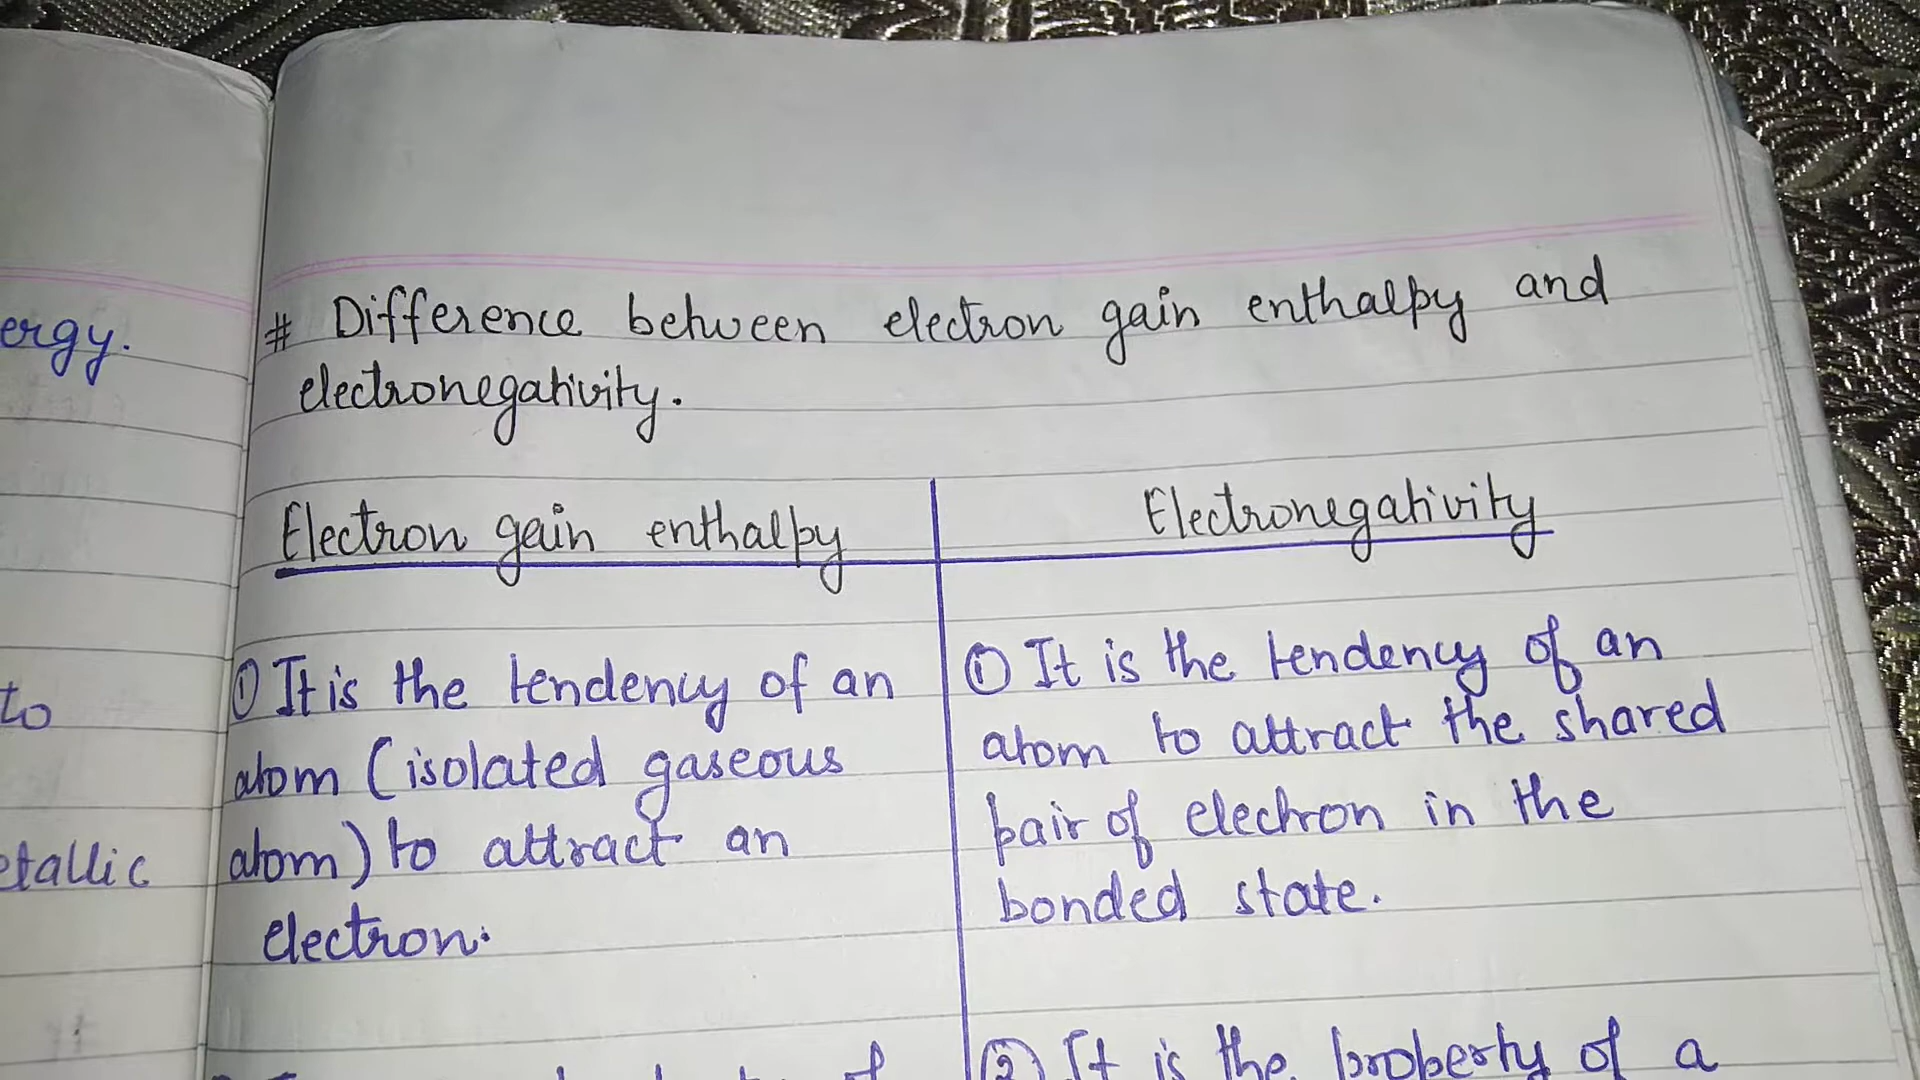 ergy.
to
etallic
# Difference between electron gain enthalpy and
electronegativity.
Electron gain enthalpy
Electronegativity
① It is the tendency of an
atom (isolated gaseous
atom) to attract an
electron.
① It is the tendency of an
atom to attract the shared
pair of electron in the
bonded state.
② It is the property of a